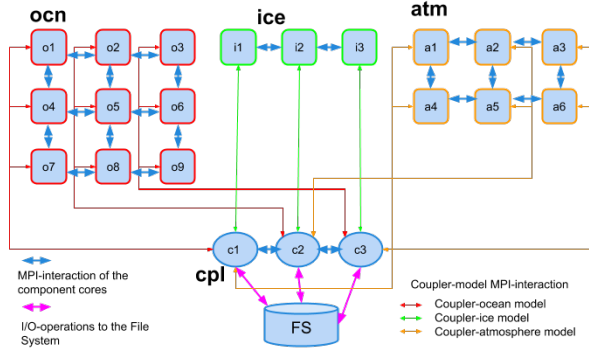 ocn
ice
atm
o1 o2 o3
i1 i2 i3
a1 a2 a3
o4 o5 o6
a4 a5 a6
o7 o8 o9
c1 c2 c3
cpl
MPI-interaction of the
component cores
I/O-operations to the File
System
FS
Coupler-model MPI-interaction
Coupler-ocean model
Coupler-ice model
Coupler-atmosphere model